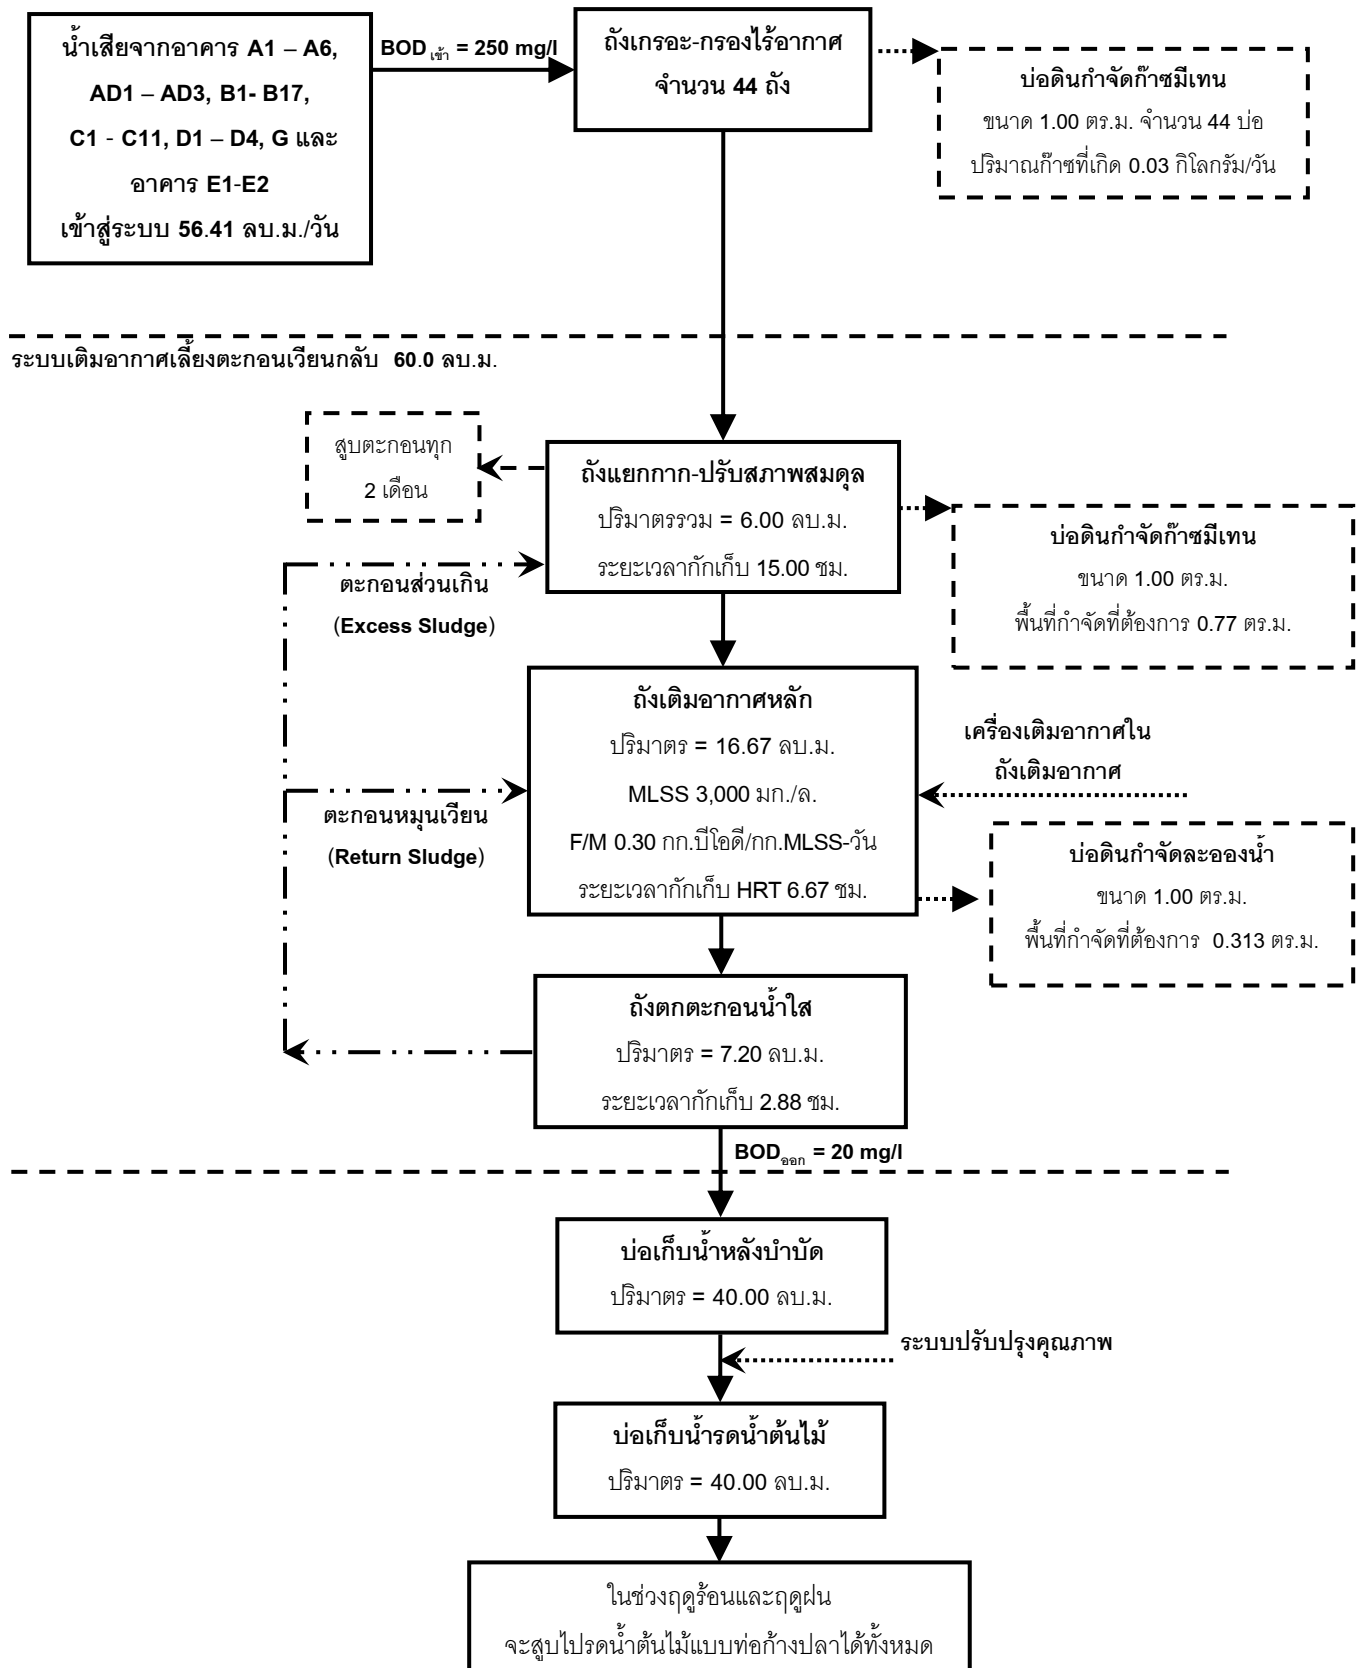 น้ำเสียจากอาคาร A1 – A6,
AD1 – AD3, B1- B17,
C1 - C11, D1 – D4, G และ
อาคาร E1-E2
เข้าสู่ระบบ 56.41 ลบ.ม./วัน
BOD เข้า = 250 mg/l
ถังเกรอะ-กรองไร้อากาศ
จำนวน 44 ถัง
บ่อดินกำจัดก๊าซมีเทน
ขนาด 1.00 ตร.ม. จำนวน 44 บ่อ
ปริมาณก๊าซที่เกิด 0.03 กิโลกรัม/วัน
ระบบเติมอากาศเลี้ยงตะกอนเวียนกลับ 60.0 ลบ.ม.
สูบตะกอนทุก
2 เดือน
ถังแยกกาก-ปรับสภาพสมดุล
ปริมาตรรวม = 6.00 ลบ.ม.
ระยะเวลากักเก็บ 15.00 ชม.
บ่อดินกำจัดก๊าซมีเทน
ขนาด 1.00 ตร.ม.
พื้นที่กำจัดที่ต้องการ 0.77 ตร.ม.
ตะกอนส่วนเกิน
(Excess Sludge)
ถังเติมอากาศหลัก
ปริมาตร = 16.67 ลบ.ม.
MLSS 3,000 มก./ล.
F/M 0.30 กก.บีโอดี/กก.MLSS-วัน
ระยะเวลากักเก็บ HRT 6.67 ชม.
เครื่องเติมอากาศใน
ถังเติมอากาศ
ตะกอนหมุนเวียน
(Return Sludge)
บ่อดินกำจัดละอองน้ำ
ขนาด 1.00 ตร.ม.
พื้นที่กำจัดที่ต้องการ 0.313 ตร.ม.
ถังตกตะกอนน้ำใส
ปริมาตร = 7.20 ลบ.ม.
ระยะเวลากักเก็บ 2.88 ชม.
BODออก = 20 mg/l
บ่อเก็บน้ำหลังบำบัด
ปริมาตร = 40.00 ลบ.ม.
ระบบปรับปรุงคุณภาพ
บ่อเก็บน้ำรดน้ำต้นไม้
ปริมาตร = 40.00 ลบ.ม.
ในช่วงฤดูร้อนและฤดูฝน
จะสูบไปรดน้ำต้นไม้แบบท่อก้างปลาได้ทั้งหมด